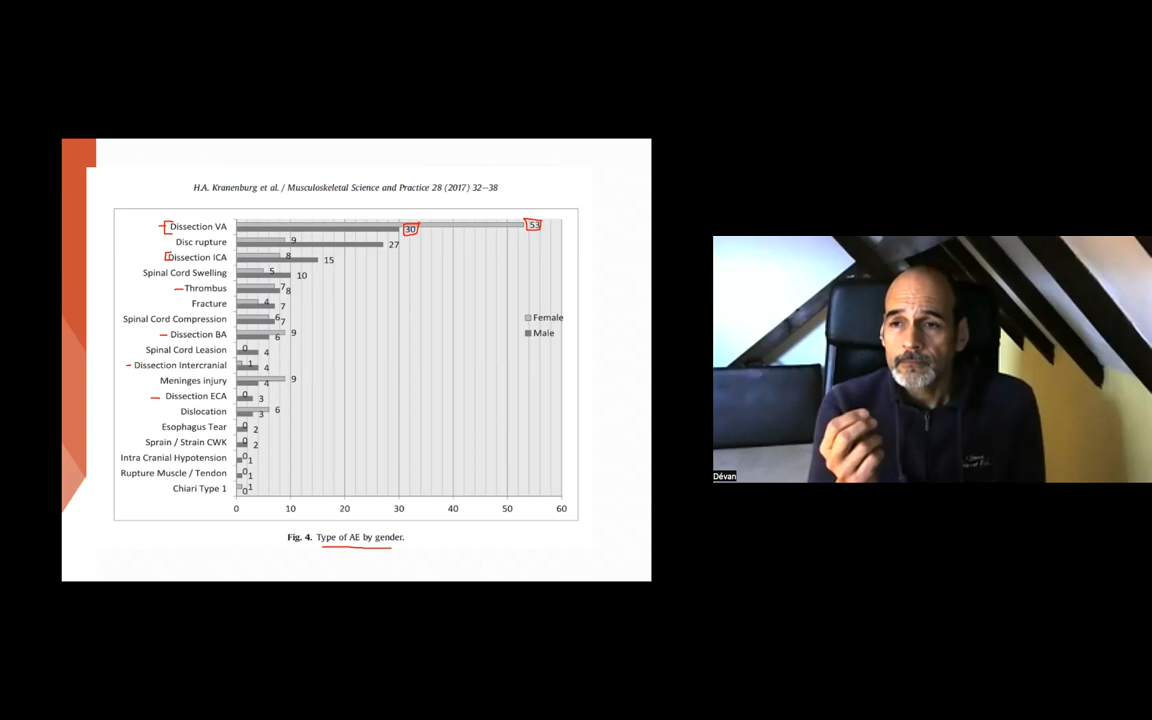 H.A. Kranenburg et al. / Musculoskeletal Science and Practice 28 (2017) 32–38
Dissection VA 53 30
Disc rupture 9 27
Dissection ICA 8 15
Spinal Cord Swelling 5 10
Thrombus 7 8
Fracture 4 7
Spinal Cord Compression 6 7
Dissection BA 9 6
Spinal Cord Leasion 0 4
Dissection Intercranial 1 4
Meninges injury 9 4
Dissection ECA 0 3
Dislocation 6 3
Esophagus Tear 0 2
Sprain / Strain CWK 0 2
Intra Cranial Hypotension 0 1
Rupture Muscle / Tendon 0 1
Chiari Type 1 1 0
Female
Male
0 10 20 30 40 50 60
Fig. 4. Type of AE by gender.
Dévan